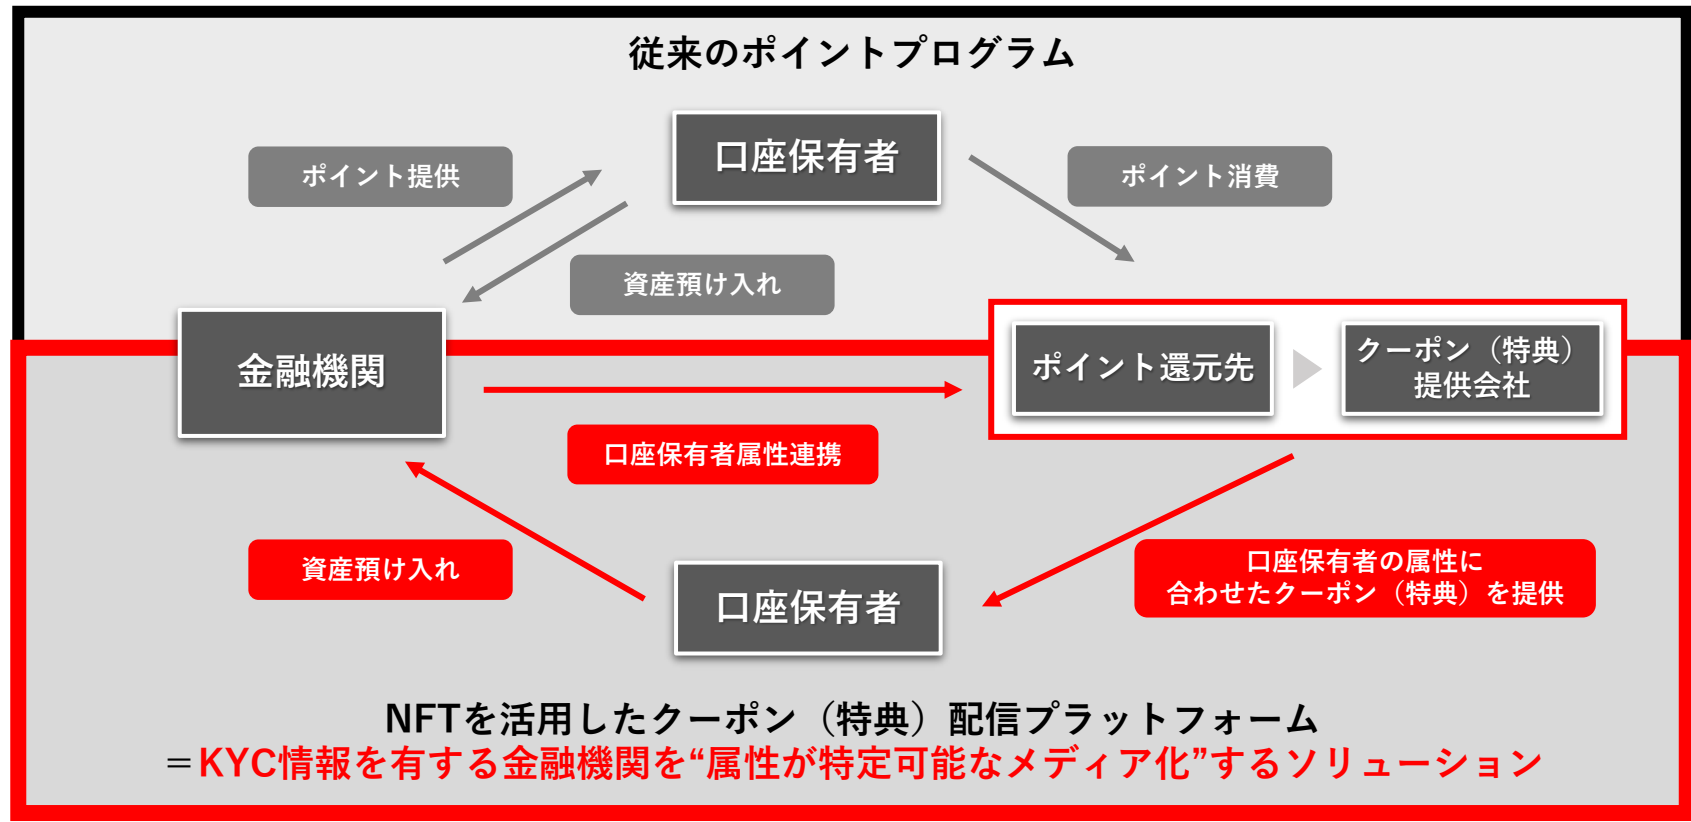 従来のポイントプログラム
口座保有者
ポイント提供
ポイント消費
資産預け入れ
金融機関
ポイント還元先
クーポン（特典）
提供会社
口座保有者属性連携
資産預け入れ
口座保有者
口座保有者の属性に
合わせたクーポン（特典）を提供
NFTを活用したクーポン（特典）配信プラットフォーム
＝KYC情報を有する金融機関を“属性が特定可能なメディア化”するソリューション